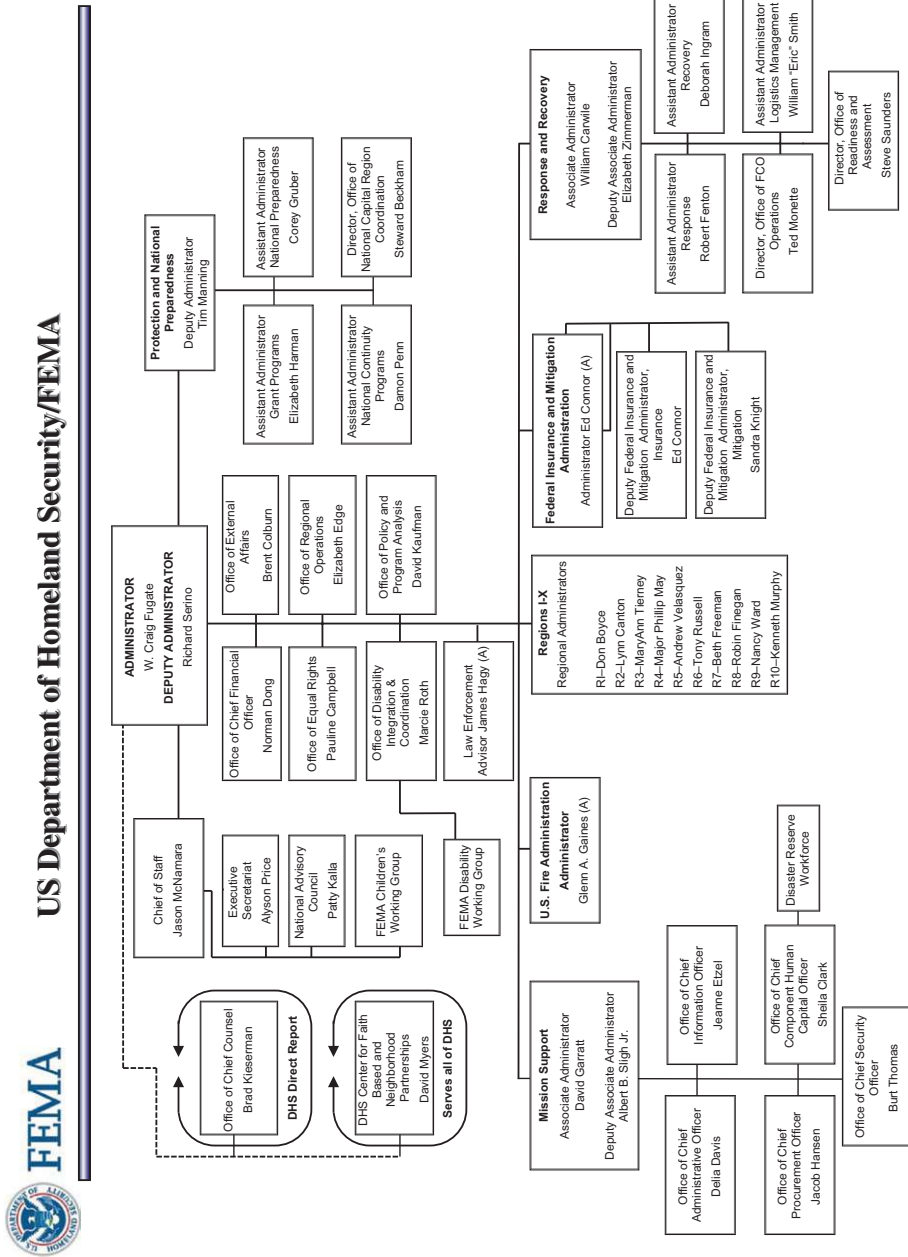 FEMA
U.S. DEPARTMENT OF HOMELAND SECURITY
US Department of Homeland Security/FEMA
ADMINISTRATOR
W. Craig Fugate
DEPUTY ADMINISTRATOR
Richard Serino
Chief of Staff
Jason McNamara
Protection and National
Preparedness
Deputy Administrator
Tim Manning
Office of Chief Counsel
Brad Kieserman
DHS Direct Report
DHS Center for Faith
Based and
Neighborhood
Partnerships
David Myers
Serves all of DHS
Executive
Secretariat
Alyson Price
National Advisory
Council
Patty Kalla
FEMA Children's
Working Group
FEMA Disability
Working Group
Office of Chief Financial
Officer
Norman Dong
Office of External
Affairs
Brent Colburn
Office of Equal Rights
Pauline Campbell
Office of Regional
Operations
Elizabeth Edge
Office of Disability
Integration &
Coordination
Marcie Roth
Office of Policy and
Program Analysis
David Kaufman
Law Enforcement
Advisor James Hagy (A)
Assistant Administrator
Grant Programs
Elizabeth Harman
Assistant Administrator
National Preparedness
Corey Gruber
Assistant Administrator
National Continuity
Programs
Damon Penn
Director, Office of
National Capital Region
Coordination
Steward Beckham
Mission Support
Associate Administrator
David Garratt
Deputy Associate Administrator
Albert B. Sligh Jr.
Office of Chief
Administrative Officer
Delia Davis
Office of Chief
Information Officer
Jeanne Etzel
Office of Chief
Procurement Officer
Jacob Hansen
Office of Chief
Component Human
Capital Officer
Sheila Clark
Disaster Reserve
Workforce
Office of Chief Security
Officer
Burt Thomas
U.S. Fire Administration
Administrator
Glenn A. Gaines (A)
Regions I-X
Regional Administrators
RI–Don Boyce
R2–Lynn Canton
R3–MaryAnn Tierney
R4–Major Phillip May
R5–Andrew Velasquez
R6–Tony Russell
R7–Beth Freeman
R8–Robin Finegan
R9–Nancy Ward
R10–Kenneth Murphy
Federal Insurance and Mitigation
Administration
Administrator Ed Connor (A)
Deputy Federal Insurance and
Mitigation Administrator,
Insurance
Ed Connor
Deputy Federal Insurance and
Mitigation Administrator,
Mitigation
Sandra Knight
Response and Recovery
Associate Administrator
William Carwile
Deputy Associate Administrator
Elizabeth Zimmerman
Assistant Administrator
Response
Robert Fenton
Assistant Administrator
Recovery
Deborah Ingram
Director, Office of FCO
Operations
Ted Monette
Assistant Administrator
Logistics Management
William "Eric" Smith
Director, Office of
Readiness and
Assessment
Steve Saunders